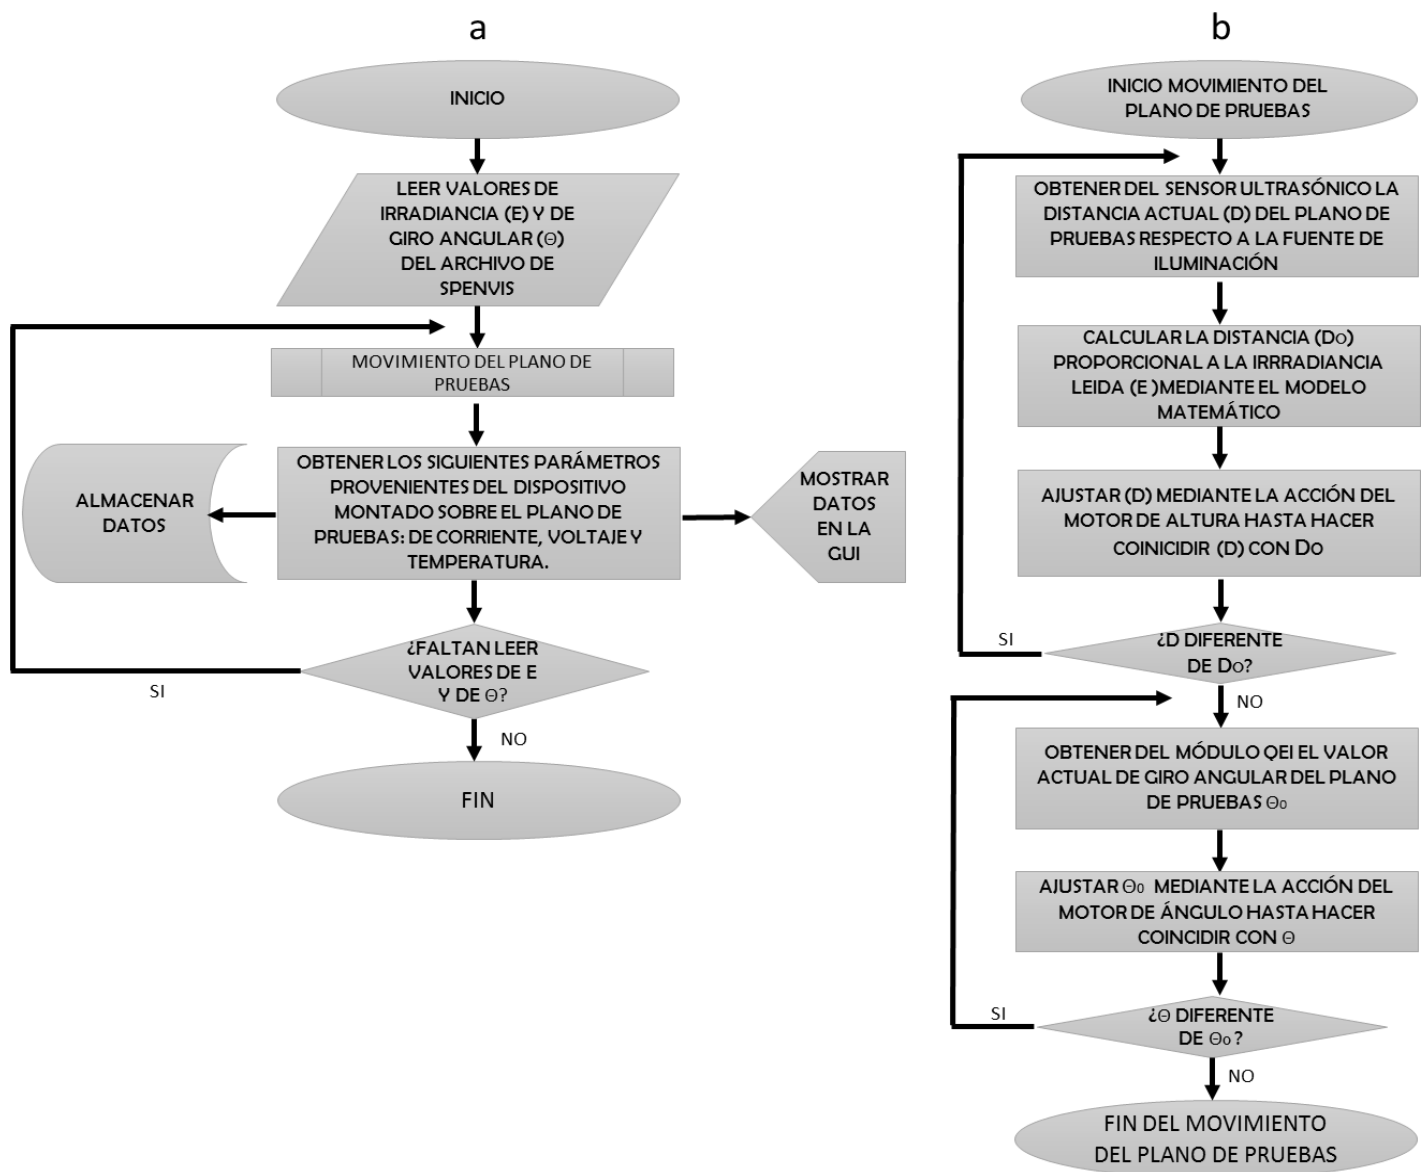 a
INICIO
LEER VALORES DE
IRRADIANCIA (E) Y DE
GIRO ANGULAR (Θ)
DEL ARCHIVO DE
SPENVIS
MOVIMIENTO DEL PLANO DE
PRUEBAS
OBTENER LOS SIGUIENTES PARÁMETROS
PROVENIENTES DEL DISPOSITIVO
MONTADO SOBRE EL PLANO DE
PRUEBAS: DE CORRIENTE, VOLTAJE Y
TEMPERATURA.
ALMACENAR
DATOS
MOSTRAR
DATOS
EN LA
GUI
¿FALTAN LEER
VALORES DE E
Y DE Θ?
SI
NO
FIN
b
INICIO MOVIMIENTO DEL
PLANO DE PRUEBAS
OBTENER DEL SENSOR ULTRASÓNICO LA
DISTANCIA ACTUAL (D) DEL PLANO DE
PRUEBAS RESPECTO A LA FUENTE DE
ILUMINACIÓN
CALCULAR LA DISTANCIA (Do)
PROPORCIONAL A LA IRRRADIANCIA
LEIDA (E )MEDIANTE EL MODELO
MATEMÁTICO
AJUSTAR (D) MEDIANTE LA ACCIÓN DEL
MOTOR DE ALTURA HASTA HACER
COINICIDIR (D) CON Do
¿D DIFERENTE
DE Do?
SI
NO
OBTENER DEL MÓDULO QEI EL VALOR
ACTUAL DE GIRO ANGULAR DEL PLANO
DE PRUEBAS Θo
AJUSTAR Θo MEDIANTE LA ACCIÓN DEL
MOTOR DE ÁNGULO HASTA HACER
COINCIDIR CON Θ
¿Θ DIFERENTE
DE Θo ?
SI
NO
FIN DEL MOVIMIENTO
DEL PLANO DE PRUEBAS